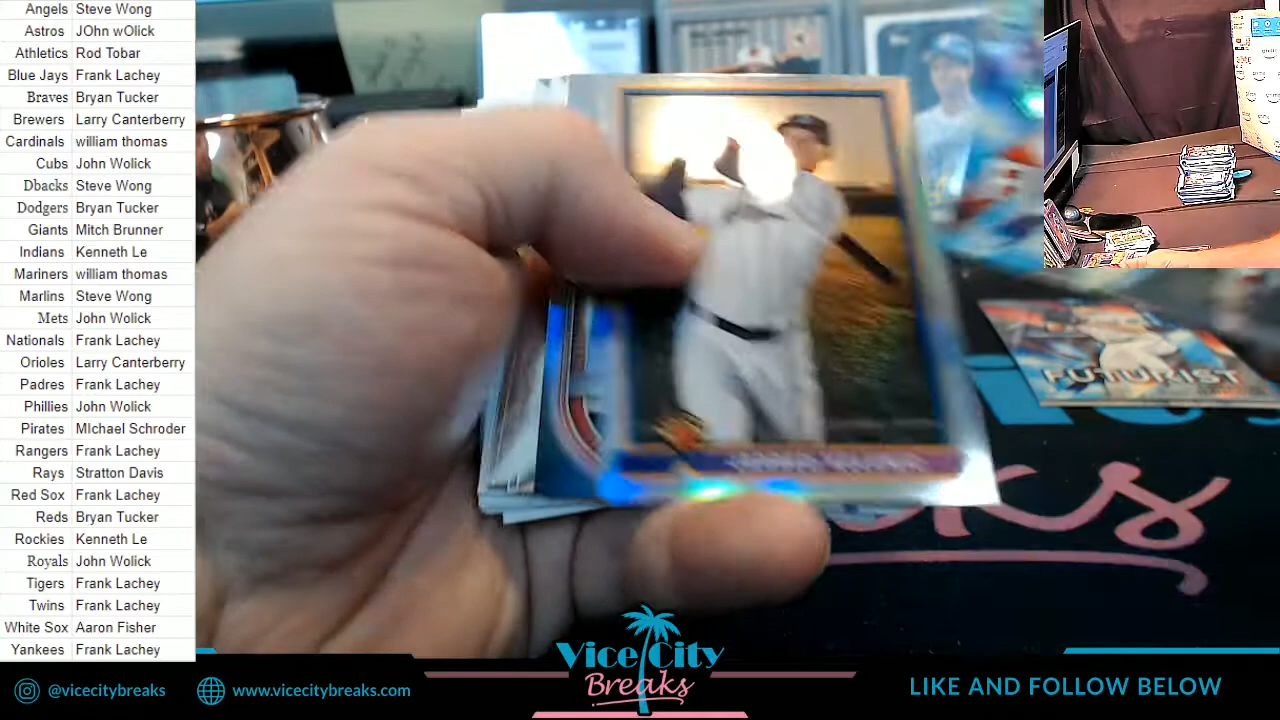 Angels Steve Wong
Astros JOhn wOlick
Athletics Rod Tobar
Blue Jays Frank Lachey
Braves Bryan Tucker
Brewers Larry Canterberry
Cardinals william thomas
Cubs John Wolick
Dbacks Steve Wong
Dodgers Bryan Tucker
Giants Mitch Brunner
Indians Kenneth Le
Mariners william thomas
Marlins Steve Wong
Mets John Wolick
Nationals Frank Lachey
Orioles Larry Canterberry
Padres Frank Lachey
Phillies John Wolick
Pirates MIchael Schroder
Rangers Frank Lachey
Rays Stratton Davis
Red Sox Frank Lachey
Reds Bryan Tucker
Rockies Kenneth Le
Royals John Wolick
Tigers Frank Lachey
Twins Frank Lachey
White Sox Aaron Fisher
Yankees Frank Lachey
FUTURIST
@vicecitybreaks
www.vicecitybreaks.com
Vice City
Breaks
LIKE AND FOLLOW BELOW